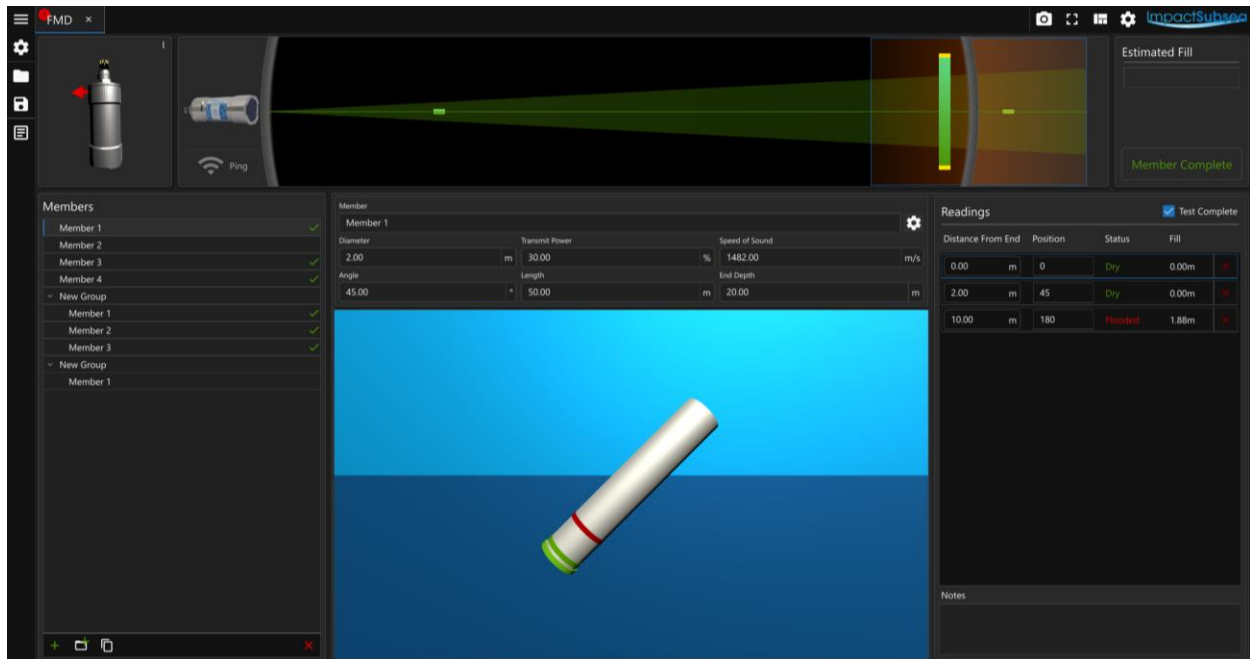 FMD ×
ImpactSubsea
Estimated Fill
Ping
Member Complete
Members
Member 1
Member 2
Member 3
Member 4
New Group
Member 1
Member 2
Member 3
New Group
Member 1
Member
Member 1
Diameter Transmit Power Speed of Sound
2.00 m 30.00 % 1482.00 m/s
Angle Length End Depth
45.00 ° 50.00 m 20.00 m
Readings Test Complete
Distance From End Position Status Fill
0.00 m 0 Dry 0.00m
2.00 m 45 Dry 0.00m
10.00 m 180 Flooded 1.88m
Notes